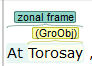 zonal frame
(GroObj)
At Torosay ,